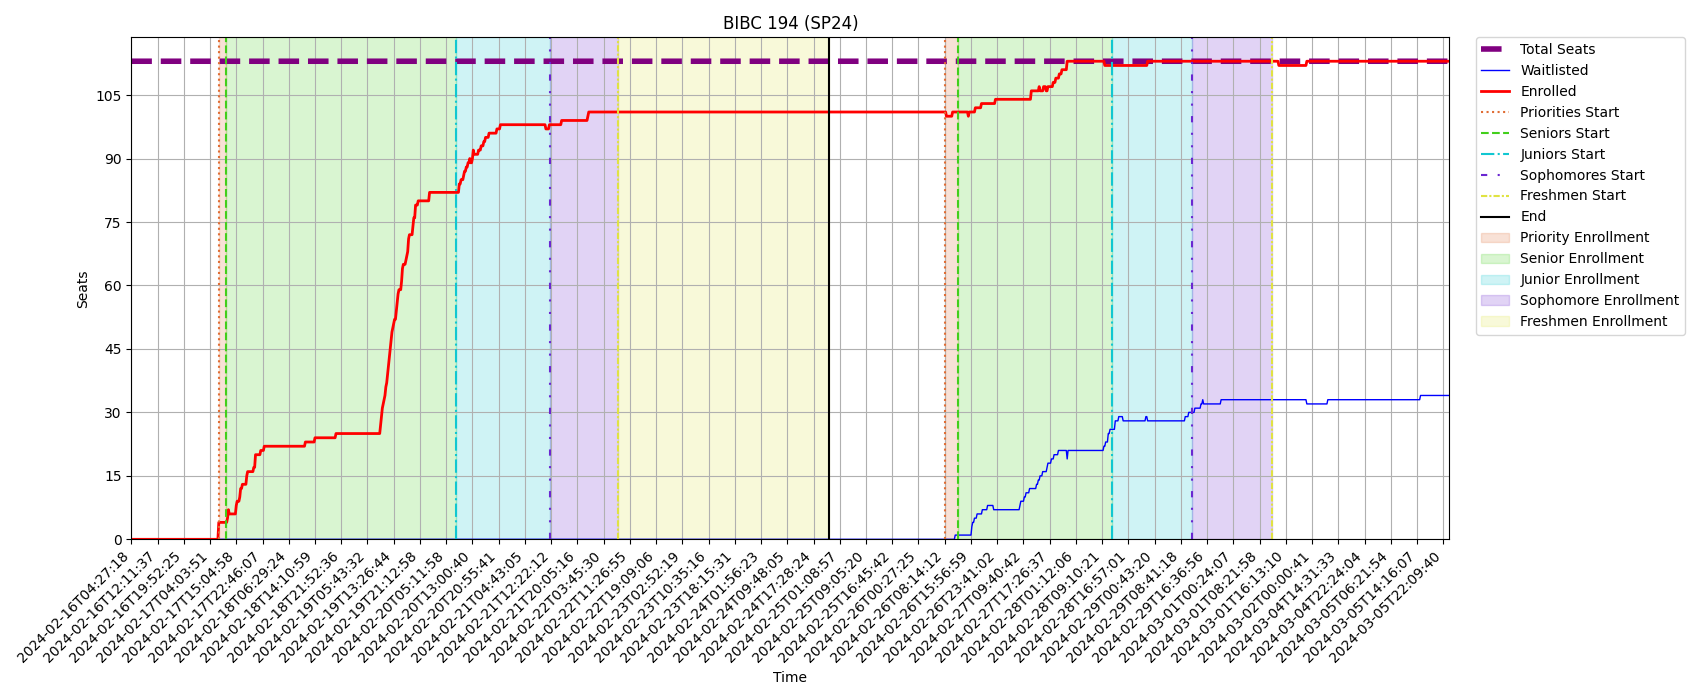 BIBC 194 (SP24)
Seats
105
90
75
60
45
30
15
0
2024-02-16T04:27:18
2024-02-16T12:11:37
2024-02-16T19:52:25
2024-02-17T04:03:51
2024-02-17T15:04:58
2024-02-17T22:46:07
2024-02-18T06:29:24
2024-02-18T14:10:59
2024-02-18T21:52:36
2024-02-19T05:43:32
2024-02-19T13:26:44
2024-02-19T21:12:58
2024-02-20T05:11:58
2024-02-20T13:00:40
2024-02-20T20:55:41
2024-02-21T04:43:05
2024-02-21T12:22:12
2024-02-21T20:05:16
2024-02-22T03:45:30
2024-02-22T11:26:55
2024-02-22T19:09:06
2024-02-23T02:52:19
2024-02-23T10:35:16
2024-02-23T18:15:31
2024-02-24T01:56:23
2024-02-24T09:48:05
2024-02-24T17:28:24
2024-02-25T01:08:57
2024-02-25T09:05:20
2024-02-25T16:45:42
2024-02-26T00:27:25
2024-02-26T08:14:12
2024-02-26T15:56:59
2024-02-26T23:41:02
2024-02-27T09:40:42
2024-02-27T17:26:37
2024-02-28T01:12:06
2024-02-28T09:10:21
2024-02-28T16:57:01
2024-02-29T00:43:20
2024-02-29T08:41:18
2024-02-29T16:36:56
2024-03-01T00:24:07
2024-03-01T08:21:58
2024-03-01T16:13:10
2024-03-02T00:00:41
2024-03-04T14:31:33
2024-03-04T22:24:04
2024-03-05T06:21:54
2024-03-05T14:16:07
2024-03-05T22:09:40
Time
Total Seats
Waitlisted
Enrolled
Priorities Start
Seniors Start
Juniors Start
Sophomores Start
Freshmen Start
End
Priority Enrollment
Senior Enrollment
Junior Enrollment
Sophomore Enrollment
Freshmen Enrollment